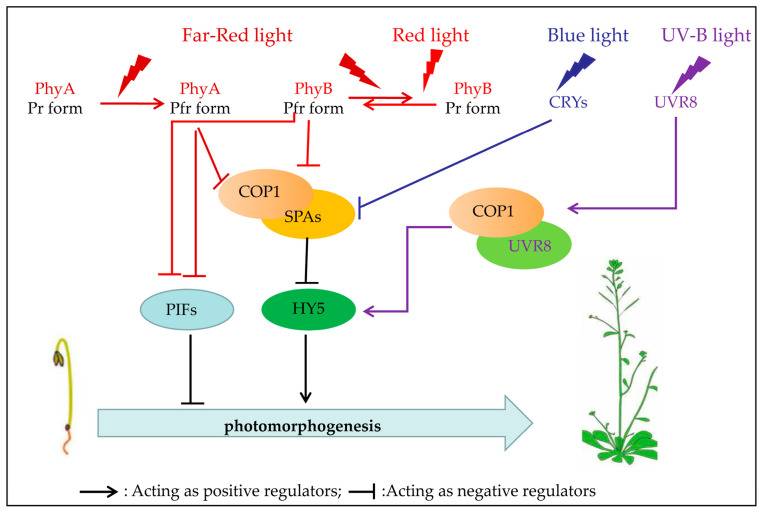 Far-Red light
Red light
Blue light
UV-B light
PhyA
Pr form
PhyA
Pfr form
PhyB
Pfr form
PhyB
Pr form
CRYs
UVR8
COP1
SPAs
COP1
UVR8
PIFs
HY5
photomorphogenesis
: Acting as positive regulators;
:Acting as negative regulators